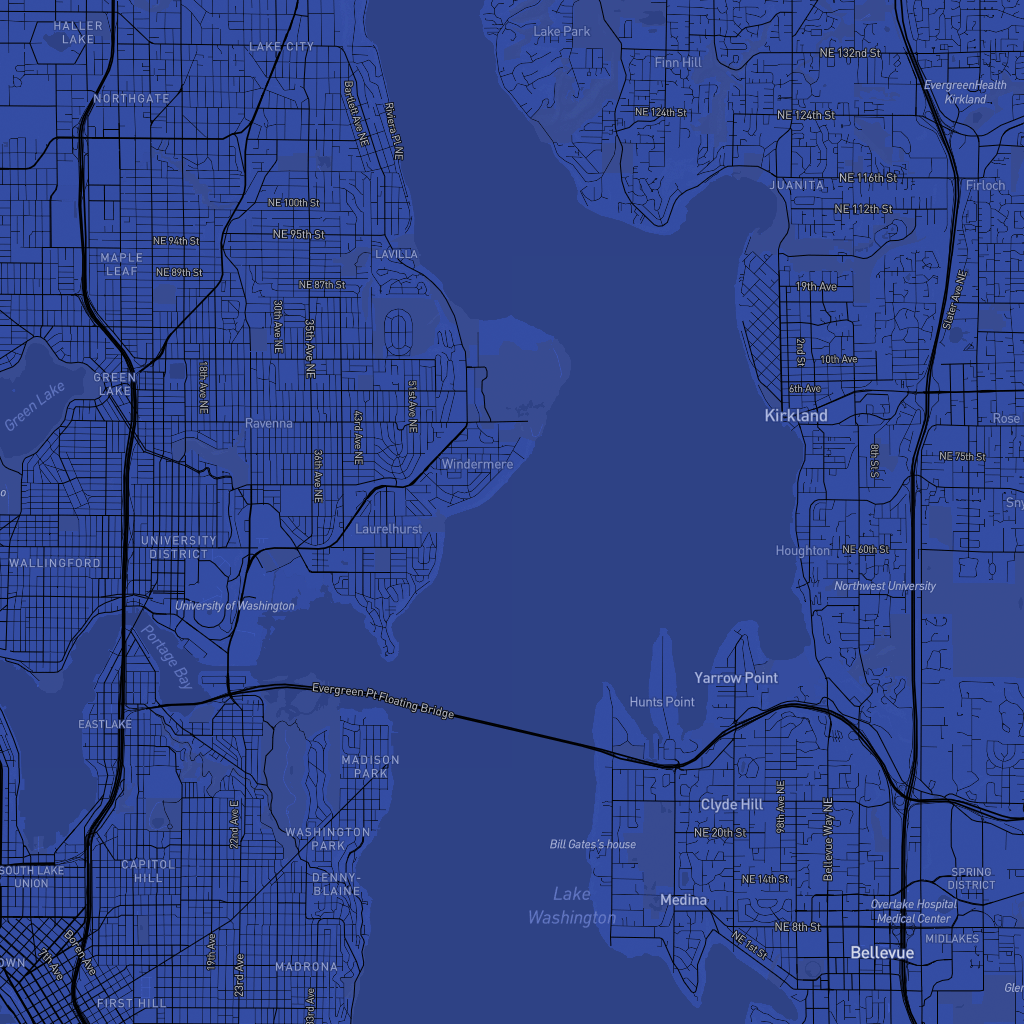 HALLER
LAKE
LAKE CITY
Lake Park
Finn Hill
NE 132nd St
EvergreenHealth
Kirkland
NORTHGATE
Bartlett Ave NE
Riviera Pl NE
NE 124th St
NE 124th St
NE 116th St
JUANITA
Firloch
NE 100th St
NE 112th St
NE 95th St
NE 94th St
LAVILLA
MAPLE
LEAF
NE 89th St
NE 87th St
19th Ave
Slater Ave NE
30th Ave NE
35th Ave NE
2nd St
10th Ave
GREEN
LAKE
Green Lake
18th Ave NE
51st Ave NE
6th Ave
Kirkland
Rose
Ravenna
43rd Ave NE
8th St S
NE 75th St
36th Ave NE
Windermere
Sny
Laurelhurst
UNIVERSITY
DISTRICT
WALLINGFORD
Houghton
NE 60th St
Northwest University
University of Washington
Portage Bay
Yarrow Point
Evergreen Pt Floating Bridge
Hunts Point
EASTLAKE
MADISON
PARK
Clyde Hill
98th Ave NE
Bellevue Way NE
22nd Ave E
WASHINGTON
PARK
NE 20th St
Bill Gates's house
CAPITOL
HILL
SOUTH LAKE
UNION
DENNY-
BLAINE
NE 14th St
SPRING
DISTRICT
Lake
Washington
Medina
Overlake Hospital
Medical Center
NE 8th St
MIDLAKES
NE 1st St
Bellevue
Boren Ave
7th Ave
OWN
19th Ave
23rd Ave
MADRONA
FIRST HILL
33rd Ave
Glen